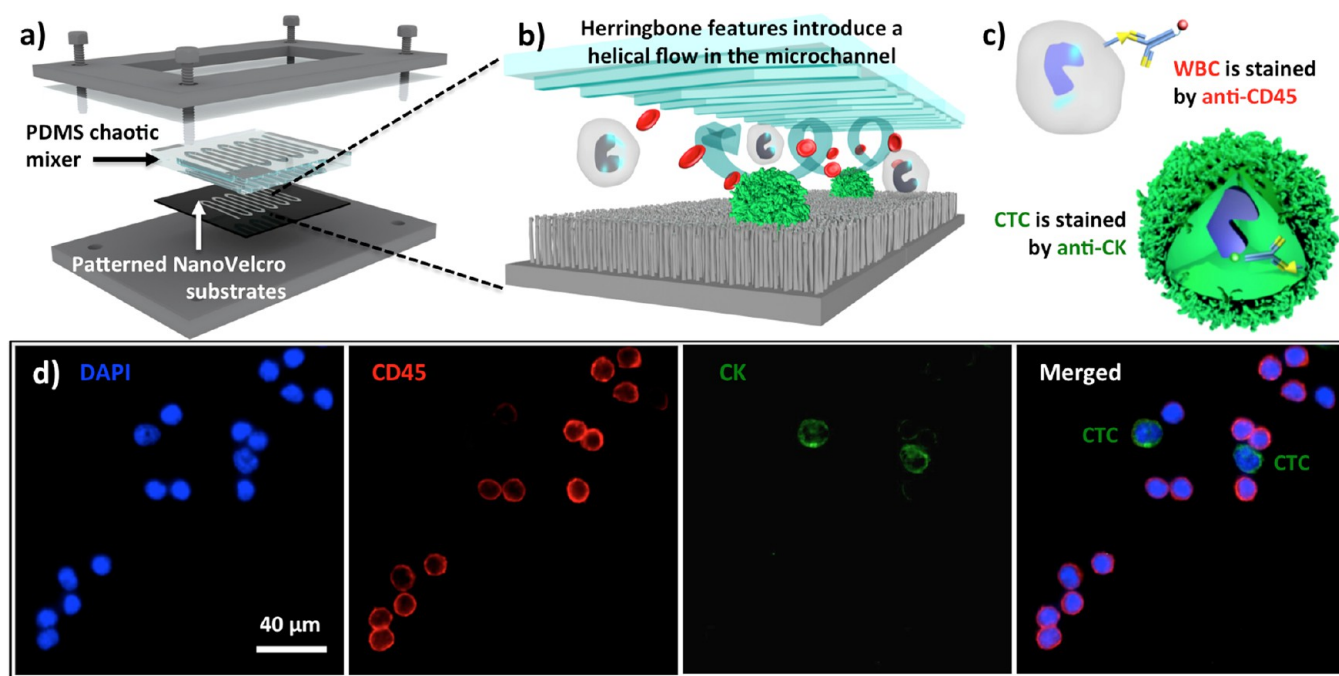 a)
PDMS chaotic
mixer
Patterned NanoVelcro
substrates
b)
Herringbone features introduce a
helical flow in the microchannel
c)
WBC is stained
by anti-CD45
CTC is stained
by anti-CK
d)
DAPI
40 μm
CD45
CK
Merged
CTC
CTC